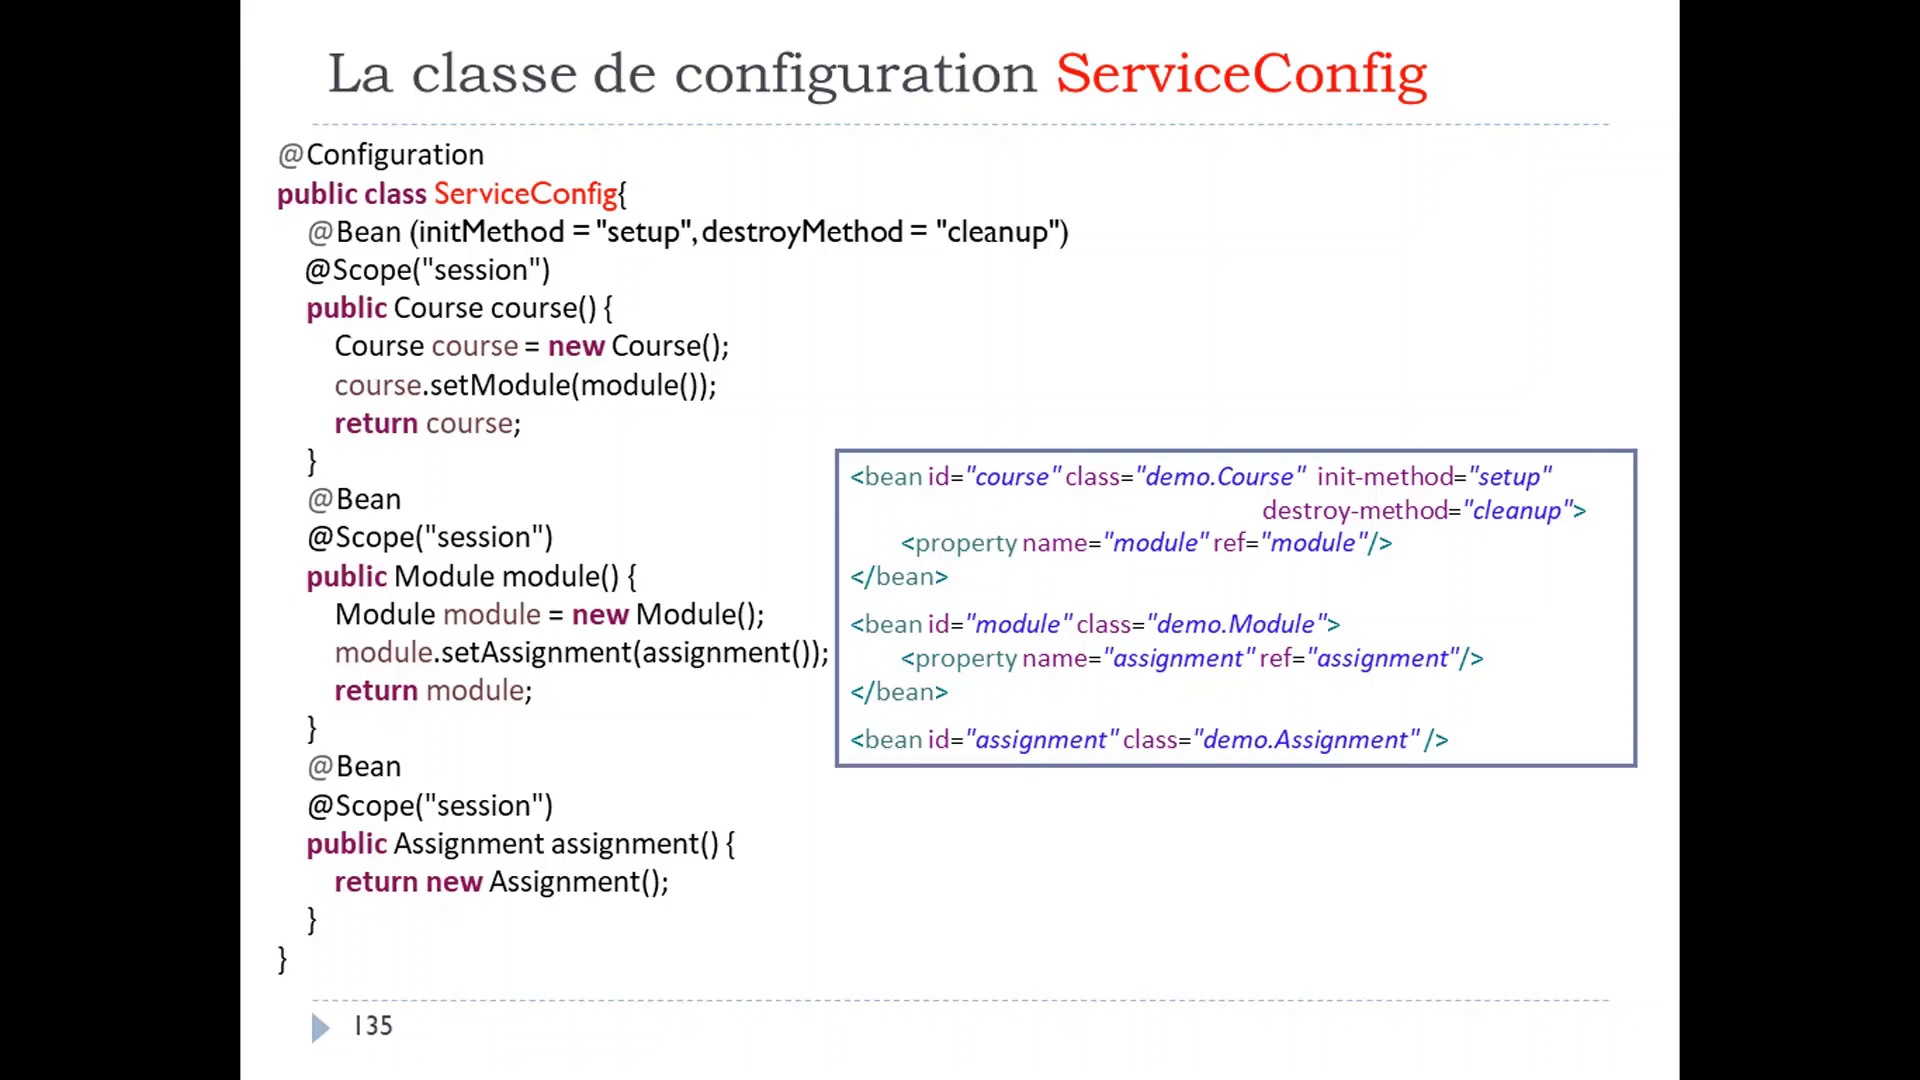 La classe de configuration ServiceConfig
@Configuration
public class ServiceConfig{
@Bean (initMethod = "setup", destroyMethod = "cleanup")
@Scope("session")
public Course course() {
Course course = new Course();
course.setModule(module());
return course;
}
@Bean
@Scope("session")
public Module module() {
Module module = new Module();
module.setAssignment(assignment());
return module;
}
@Bean
@Scope("session")
public Assignment assignment() {
return new Assignment();
}
}
<bean id="course" class="demo.Course" init-method="setup"
destroy-method="cleanup">
<property name="module" ref="module"/>
</bean>
<bean id="module" class="demo.Module">
<property name="assignment" ref="assignment"/>
</bean>
<bean id="assignment" class="demo.Assignment" />
135